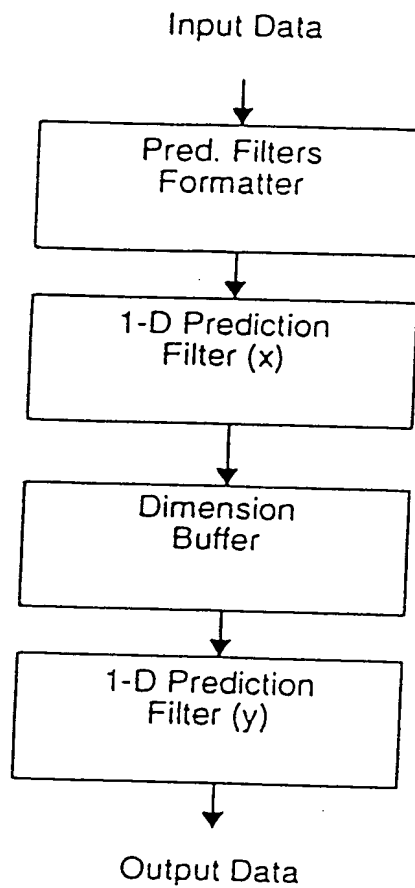 Input Data
Pred. Filters
Formatter
1-D Prediction
Filter (x)
Dimension
Buffer
1-D Prediction
Filter (y)
Output Data